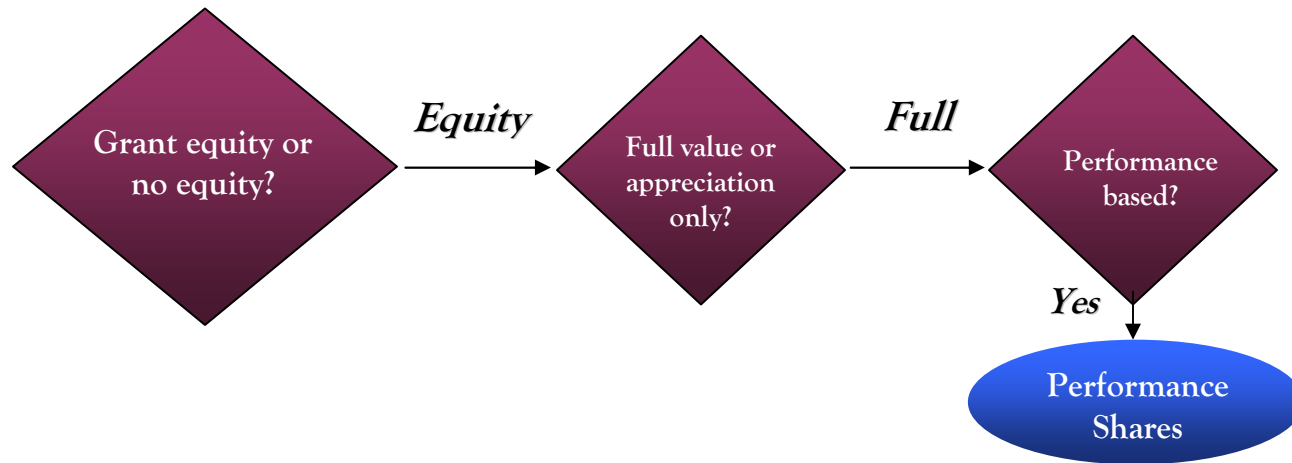 Grant equity or
no equity?
Equity
Full value or
appreciation
only?
Full
Performance
based?
Yes
Performance
Shares